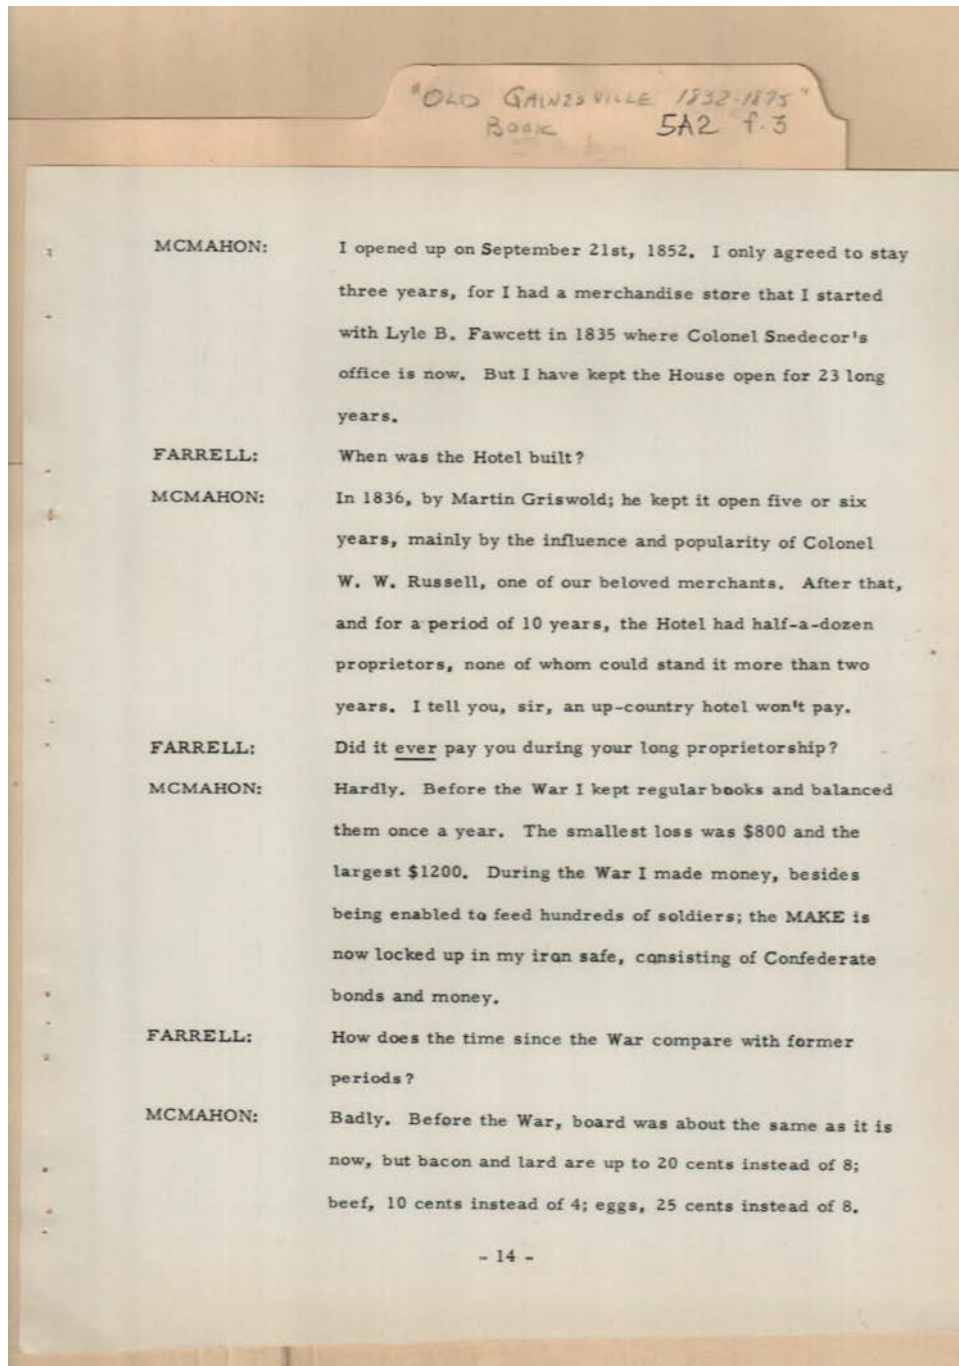 "OLD GAINESVILLE 1832-1875"
BOOK 5A2 f.3
MCMAHON: I opened up on September 21st, 1852. I only agreed to stay
three years, for I had a merchandise store that I started
with Lyle B. Fawcett in 1835 where Colonel Snedecor's
office is now. But I have kept the House open for 23 long
years.
FARRELL: When was the Hotel built?
MCMAHON: In 1836, by Martin Griswold; he kept it open five or six
years, mainly by the influence and popularity of Colonel
W. W. Russell, one of our beloved merchants. After that,
and for a period of 10 years, the Hotel had half-a-dozen
proprietors, none of whom could stand it more than two
years. I tell you, sir, an up-country hotel won't pay.
FARRELL: Did it ever pay you during your long proprietorship?
MCMAHON: Hardly. Before the War I kept regular books and balanced
them once a year. The smallest loss was $800 and the
largest $1200. During the War I made money, besides
being enabled to feed hundreds of soldiers; the MAKE is
now locked up in my iron safe, consisting of Confederate
bonds and money.
FARRELL: How does the time since the War compare with former
periods?
MCMAHON: Badly. Before the War, board was about the same as it is
now, but bacon and lard are up to 20 cents instead of 8;
beef, 10 cents instead of 4; eggs, 25 cents instead of 8.
- 14 -